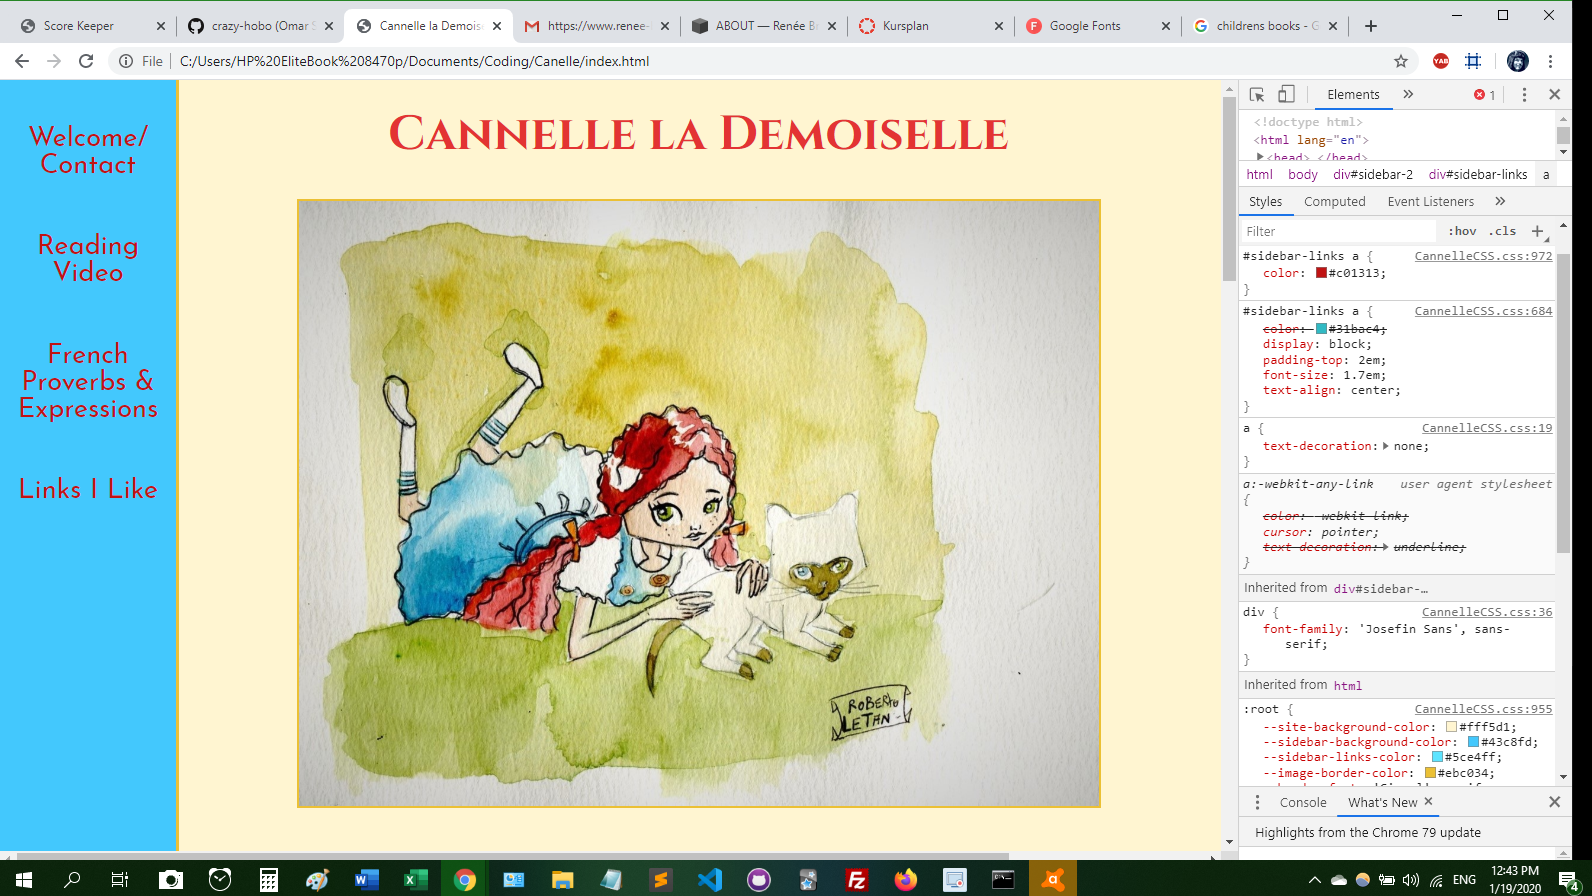 Score Keeper
crazy-hobo (Omar S
Cannelle la Demoise
https://www.renee-
ABOUT — Renée Br
Kursplan
Google Fonts
childrens books - G
File
C:/Users/HP%20EliteBook%208470p/Documents/Coding/Canelle/index.html
YAB
Welcome/
Contact
Reading
Video
French
Proverbs &
Expressions
Links I Like
Cannelle la Demoiselle
ROBERTO
LETAN
Elements
1
<!doctype html>
<html lang="en">
<head> </head>
html body div#sidebar-2 div#sidebar-links a
Styles Computed Event Listeners
Filter
:hov .cls
#sidebar-links a { CannelleCSS.css:972
color: #c01313;
}
#sidebar-links a { CannelleCSS.css:684
color: #31bac4;
display: block;
padding-top: 2em;
font-size: 1.7em;
text-align: center;
}
a { CannelleCSS.css:19
text-decoration: none;
}
a:-webkit-any-link user agent stylesheet
{
color: -webkit-link;
cursor: pointer;
text-decoration: underline;
}
Inherited from div#sidebar-…
div { CannelleCSS.css:36
font-family: 'Josefin Sans', sans-
serif;
}
Inherited from html
:root { CannelleCSS.css:955
--site-background-color: #fff5d1;
--sidebar-background-color: #43c8fd;
--sidebar-links-color: #5ce4ff;
--image-border-color: #ebc034;
Console What's New
Highlights from the Chrome 79 update
ENG
12:43 PM
1/19/2020
4